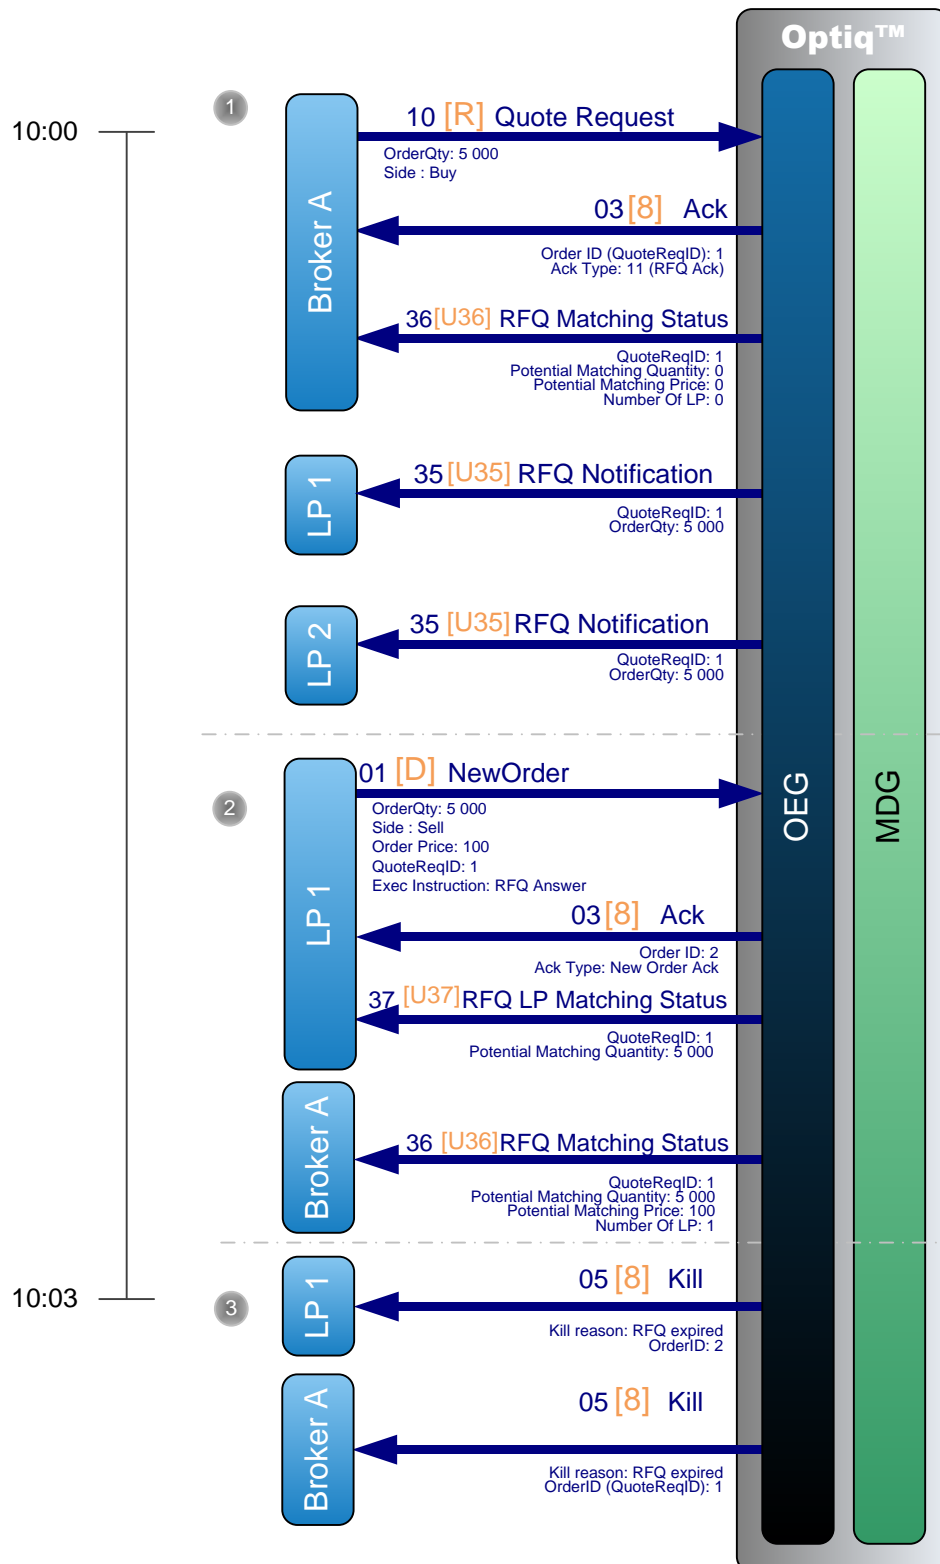 Optiq™
1
10:00
Broker A
10 [R] Quote Request
OrderQty: 5 000
Side : Buy
03 [8] Ack
Order ID (QuoteReqID): 1
Ack Type: 11 (RFQ Ack)
36 [U36] RFQ Matching Status
QuoteReqID: 1
Potential Matching Quantity: 0
Potential Matching Price: 0
Number Of LP: 0
LP 1
35 [U35] RFQ Notification
QuoteReqID: 1
OrderQty: 5 000
LP 2
35 [U35] RFQ Notification
QuoteReqID: 1
OrderQty: 5 000
OEG
MDG
2
LP 1
01 [D] NewOrder
OrderQty: 5 000
Side : Sell
Order Price: 100
QuoteReqID: 1
Exec Instruction: RFQ Answer
03 [8] Ack
Order ID: 2
Ack Type: New Order Ack
37 [U37] RFQ LP Matching Status
QuoteReqID: 1
Potential Matching Quantity: 5 000
Broker A
36 [U36] RFQ Matching Status
QuoteReqID: 1
Potential Matching Quantity: 5 000
Potential Matching Price: 100
Number Of LP: 1
10:03
3
LP 1
05 [8] Kill
Kill reason: RFQ expired
OrderID: 2
Broker A
05 [8] Kill
Kill reason: RFQ expired
OrderID (QuoteReqID): 1